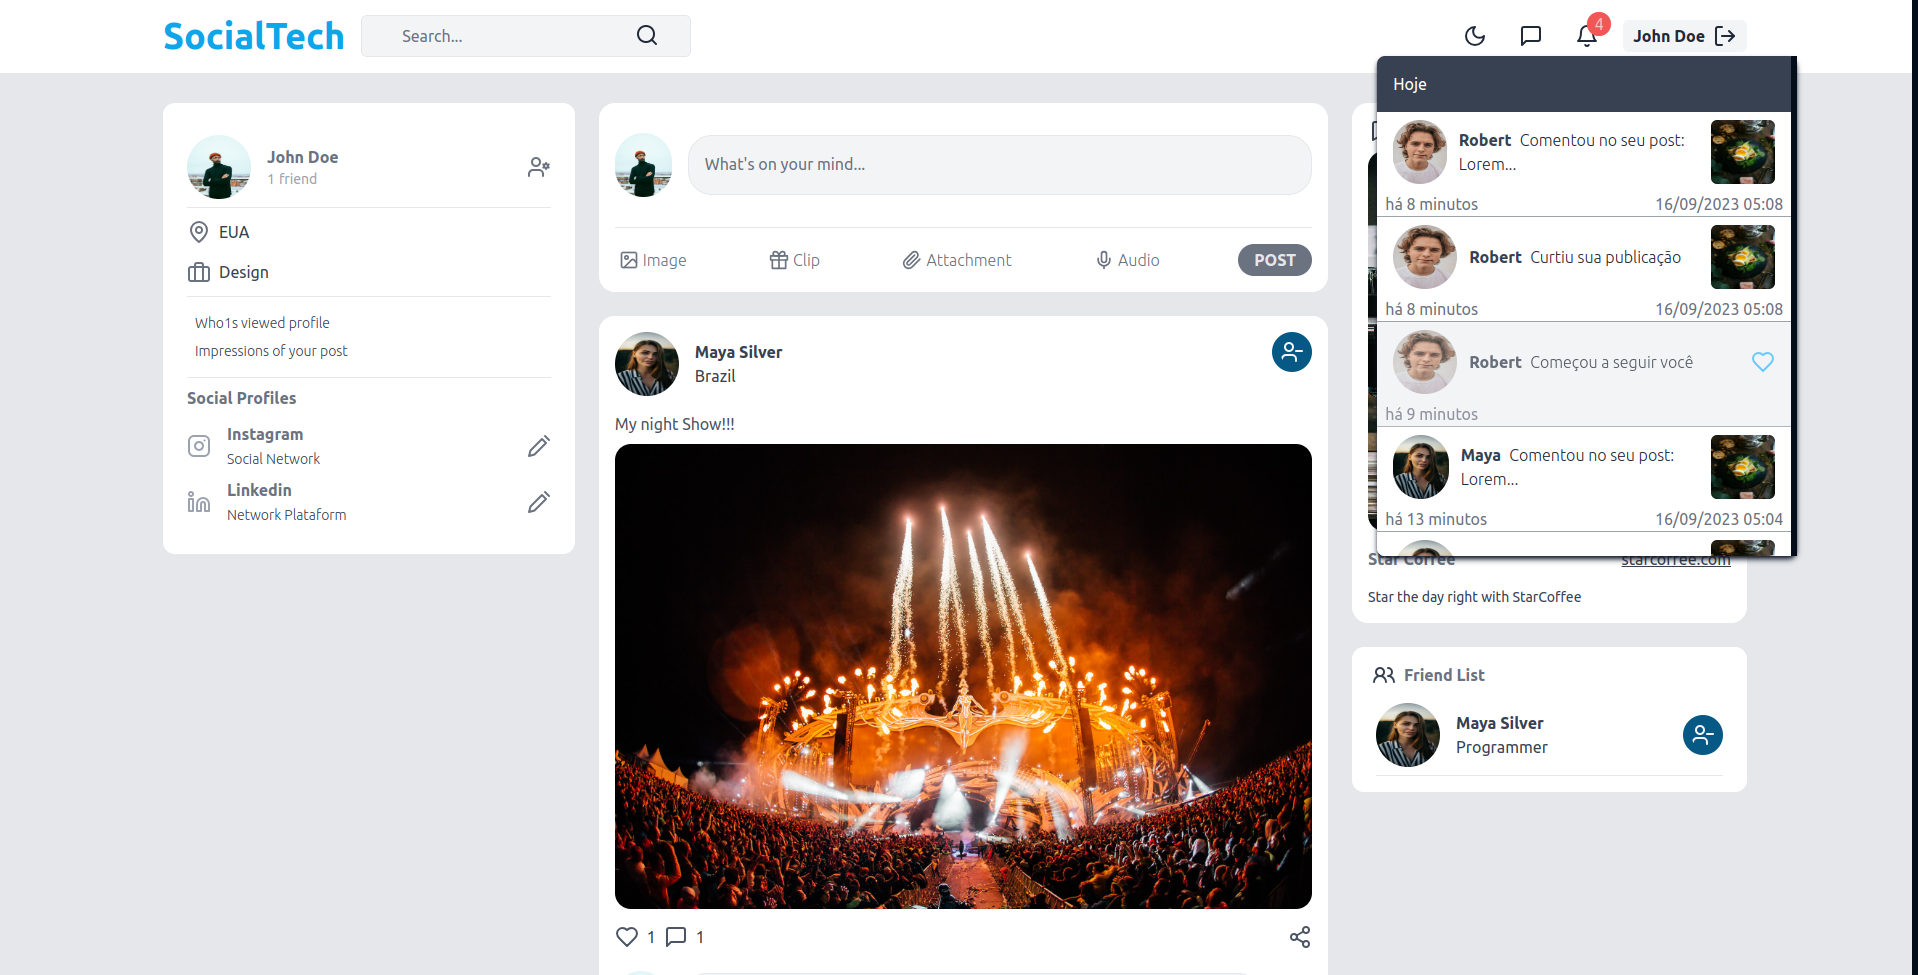 SocialTech
Search...
4
John Doe
John Doe
1 friend
EUA
Design
Who1s viewed profile
Impressions of your post
Social Profiles
Instagram
Social Network
Linkedin
Network Plataform
What's on your mind...
Image
Clip
Attachment
Audio
POST
Maya Silver
Brazil
My night Show!!!
1
1
Hoje
Robert Comentou no seu post:
Lorem...
há 8 minutos 16/09/2023 05:08
Robert Curtiu sua publicação
há 8 minutos 16/09/2023 05:08
Robert Começou a seguir você
há 9 minutos
Maya Comentou no seu post:
Lorem...
há 13 minutos 16/09/2023 05:04
Star Coffee starcoffee.com
Star the day right with StarCoffee
Friend List
Maya Silver
Programmer